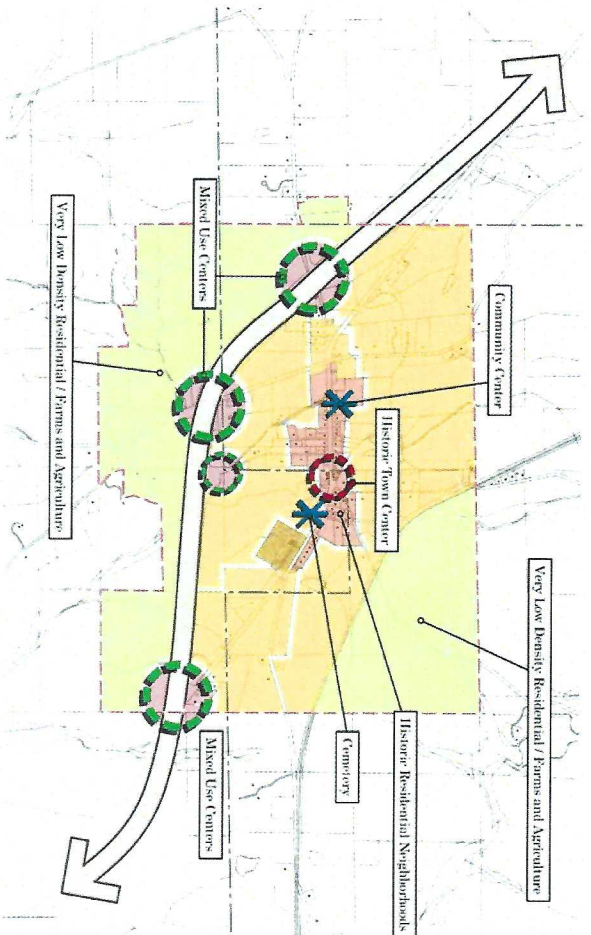 Very Low Density Residential / Farms and Agriculture
Historic Residential Neighborhoods
Community Center
Historic Town Center
Cemetery
Mixed Use Centers
Mixed Use Centers
Very Low Density Residential / Farms and Agriculture